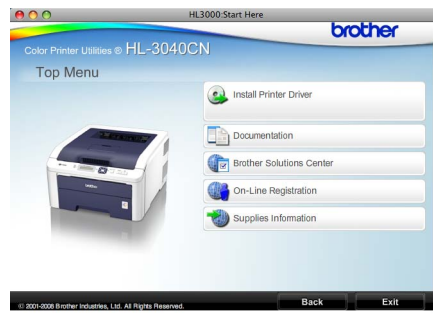 HL3000:Start Here
brother
Color Printer Utilities ® HL-3040CN
Top Menu
Install Printer Driver
Documentation
Brother Solutions Center
On-Line Registration
Supplies Information
© 2001-2008 Brother Industries, Ltd. All Rights Reserved.
Back
Exit